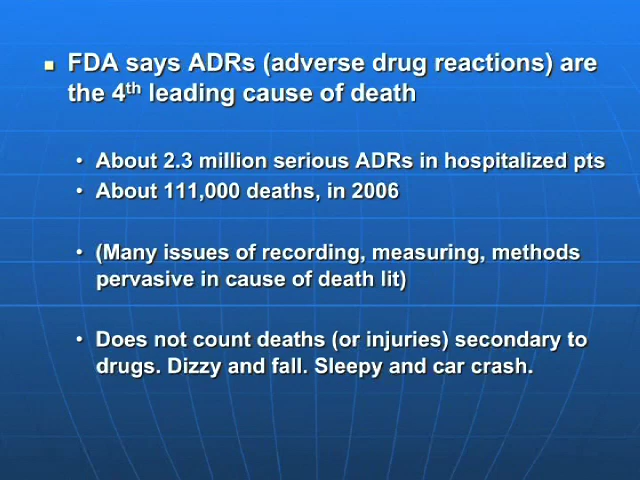 FDA says ADRs (adverse drug reactions) are
the 4th leading cause of death
• About 2.3 million serious ADRs in hospitalized pts
• About 111,000 deaths, in 2006
• (Many issues of recording, measuring, methods
pervasive in cause of death lit)
• Does not count deaths (or injuries) secondary to
drugs. Dizzy and fall. Sleepy and car crash.